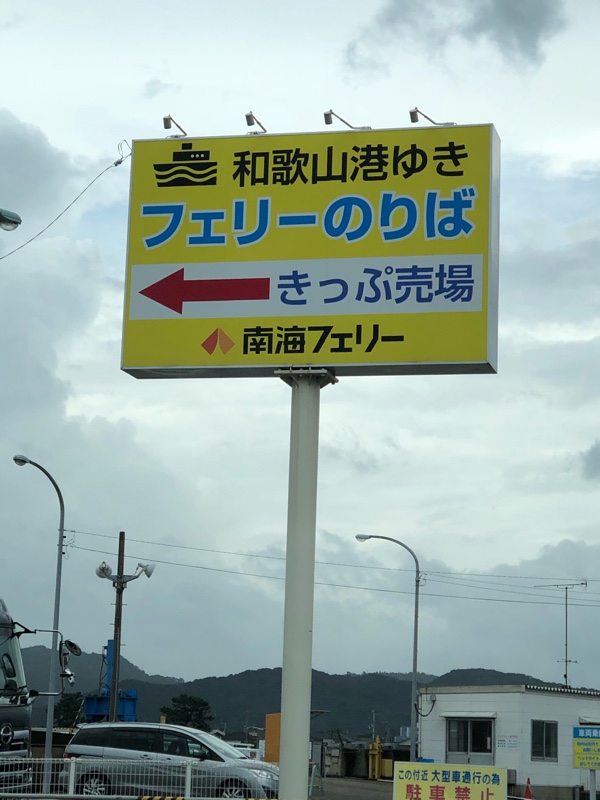 和歌山港ゆき
フェリーのりば
きっぷ売場
南海フェリー
この付近 大型車通行の為
駐車禁止